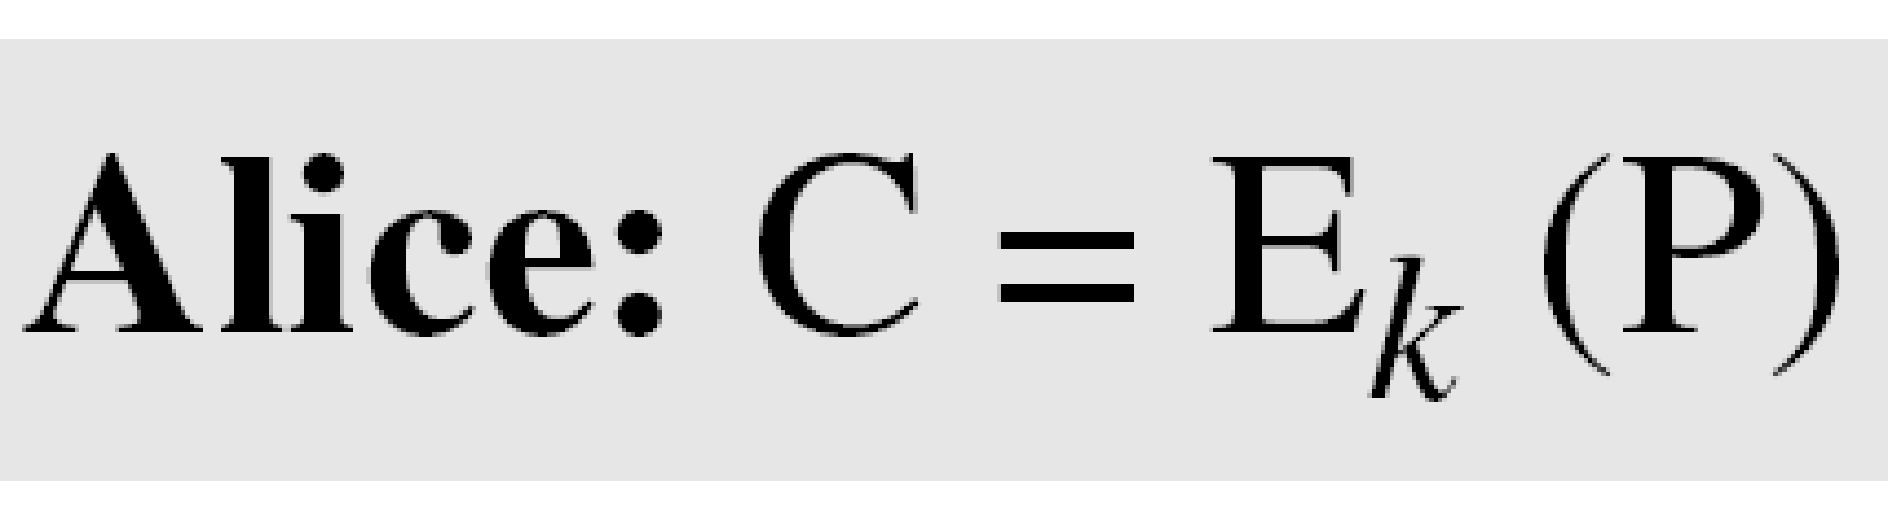 Alice: C = Eₖ (P)